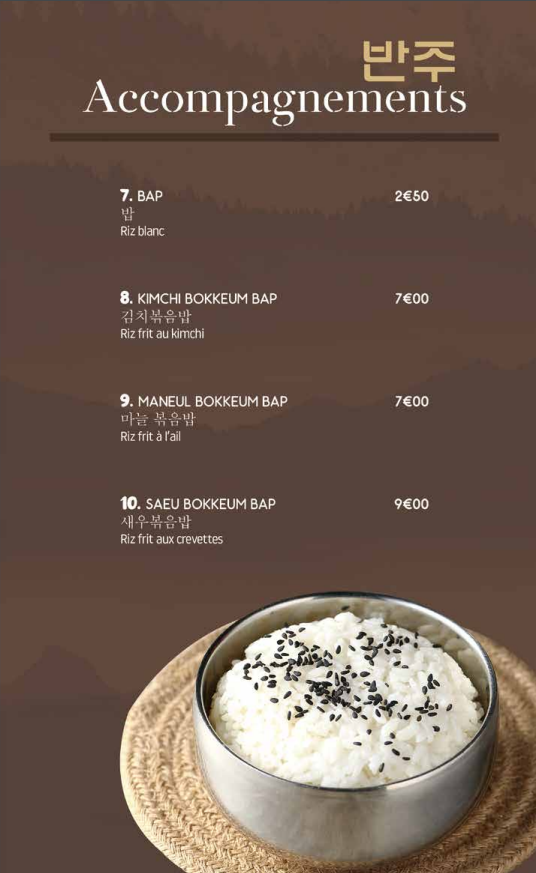 반주
Accompagnements
7. BAP 2€50
밥
Riz blanc
8. KIMCHI BOKKEUM BAP 7€00
김치볶음밥
Riz frit au kimchi
9. MANEUL BOKKEUM BAP 7€00
마늘 볶음밥
Riz frit à l'ail
10. SAEU BOKKEUM BAP 9€00
새우볶음밥
Riz frit aux crevettes